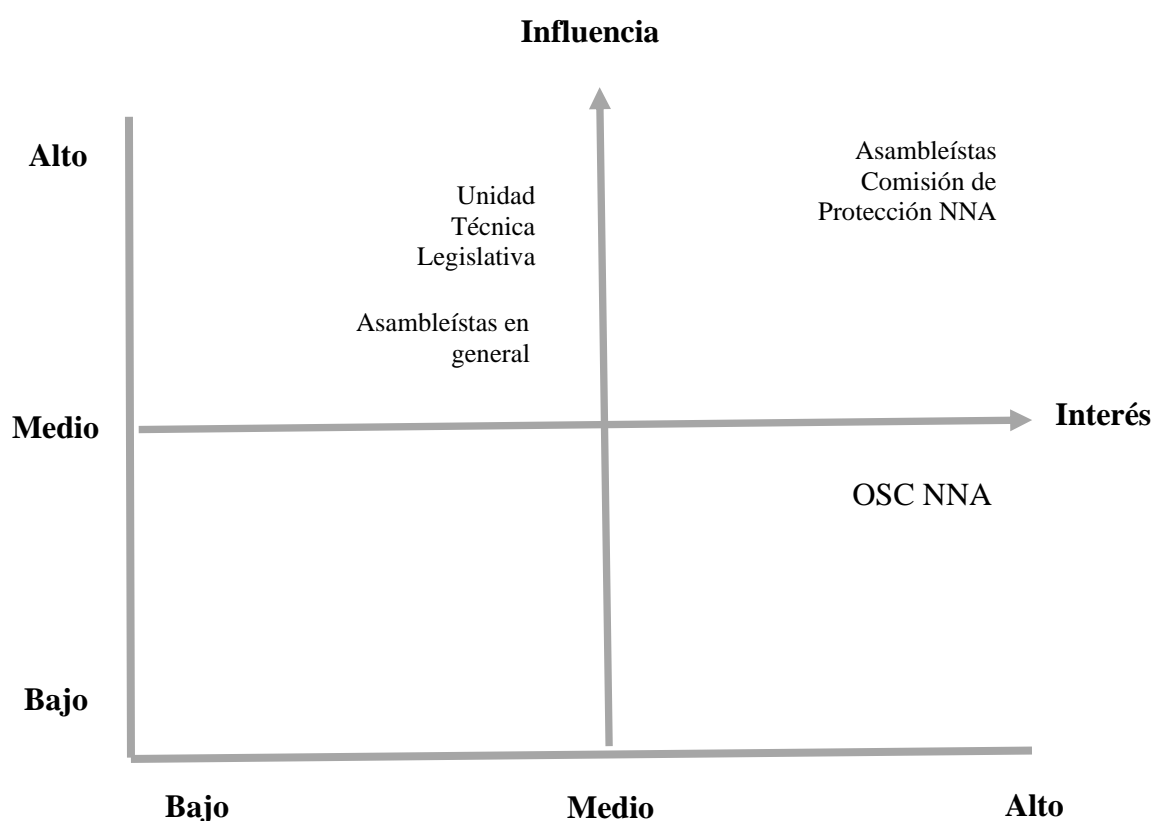 Influencia
Alto
Unidad
Técnica
Legislativa
Asambleístas
Comisión de
Protección NNA
Asambleístas en
general
Medio
Interés
OSC NNA
Bajo
Bajo
Medio
Alto